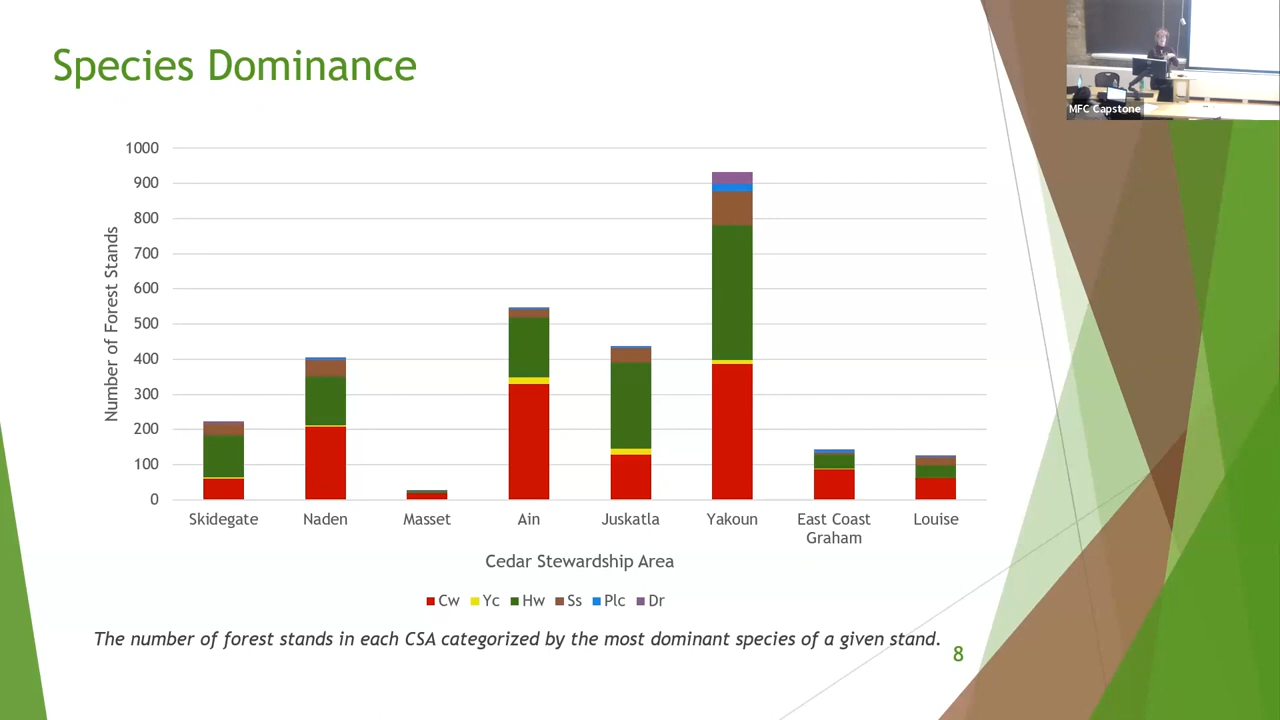 Species Dominance
MFC Capstone
1000
900
800
700
600
500
400
300
200
100
0
Number of Forest Stands
Skidegate
Naden
Masset
Ain
Juskatla
Yakoun
East Coast
Graham
Louise
Cedar Stewardship Area
Cw Yc Hw Ss Plc Dr
The number of forest stands in each CSA categorized by the most dominant species of a given stand.
8